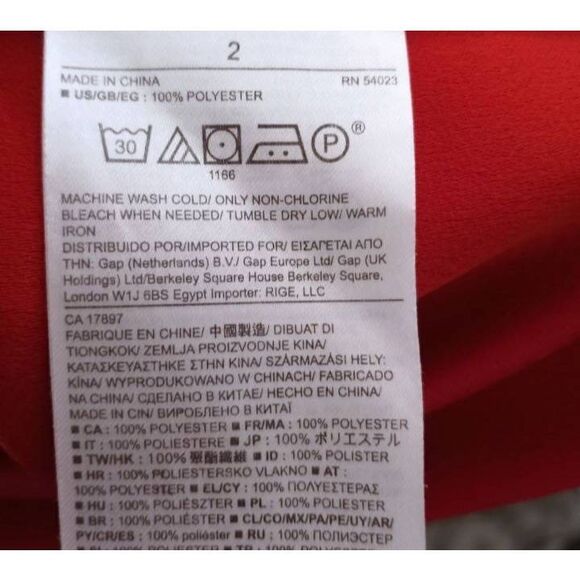 2
MADE IN CHINA RN 54023
■ US/GB/EG : 100% POLYESTER
30 P ®
1166
MACHINE WASH COLD/ ONLY NON-CHLORINE
BLEACH WHEN NEEDED/ TUMBLE DRY LOW/ WARM
IRON
DISTRIBUIDO POR/IMPORTED FOR/ ΕΙΣΑΓΕΤΑΙ ΑΠΟ
ΤΗΝ: Gap (Netherlands) B.V./ Gap Europe Ltd/ Gap (UK
Holdings) Ltd/Berkeley Square House Berkeley Square,
London W1J 6BS Egypt Importer: RIGE, LLC
CA 17897
FABRIQUE EN CHINE/ 中國製造/ DIBUAT DI
TIONGKOK/ ZEMLJA PROIZVODNJE KINA/
ΚΑΤΑΣΚΕΥΑΣΤΗΚΕ ΣΤΗΝ ΚΙΝΑ/ SZÁRMAZÁSI HELY:
KÍNA/ WYPRODUKOWANO W CHINACH/ FABRICADO
NA CHINA/ СДЕЛАНО В КИТАЕ/ HECHO EN CHINA/
MADE IN CIN/ ВИРОБЛЕНО В КИТАЇ
■ CA : 100% POLYESTER ■ FR/MA : 100% POLYESTER
■ IT : 100% POLIESTERE ■ JP : 100% ポリエステル
■ TW/HK : 100% 聚酯纖維 ■ ID : 100% POLISTER
■ HR : 100% POLIESTERSKO VLAKNO ■ AT :
100% POLYESTER ■ EL/CY : 100% ΠΟΛΥΕΣΤΕΡΑΣ
■ HU : 100% POLIÉSZTER ■ PL : 100% POLIESTER
■ BR : 100% POLIÉSTER ■ CL/CO/MX/PA/PE/UY/AR/
PY/CR/ES : 100% poliéster ■ RU : 100% ПОЛИЭСТЕР